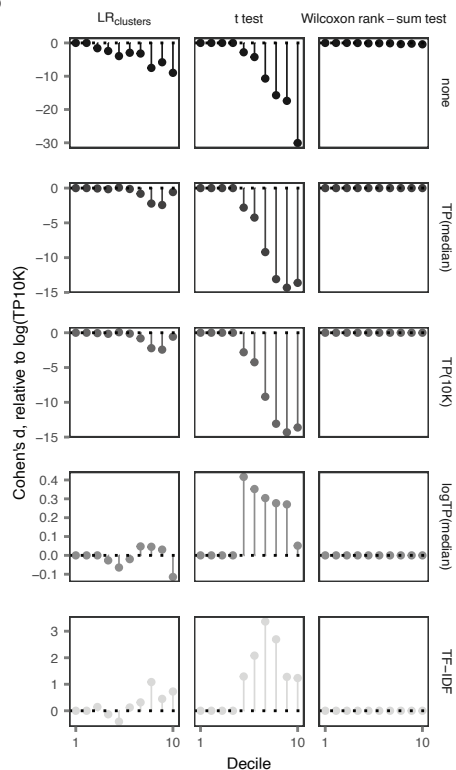 LRclusters t test Wilcoxon rank – sum test
0
−10
−20
−30
none
0
−5
−10
−15
TP(median)
0
−5
−10
−15
TP(10K)
0.4
0.3
0.2
0.1
0.0
−0.1
logTP(median)
3
2
1
0
TF−IDF
1 10 1 10 1 10
Decile
Cohen's d, relative to log(TP10K)